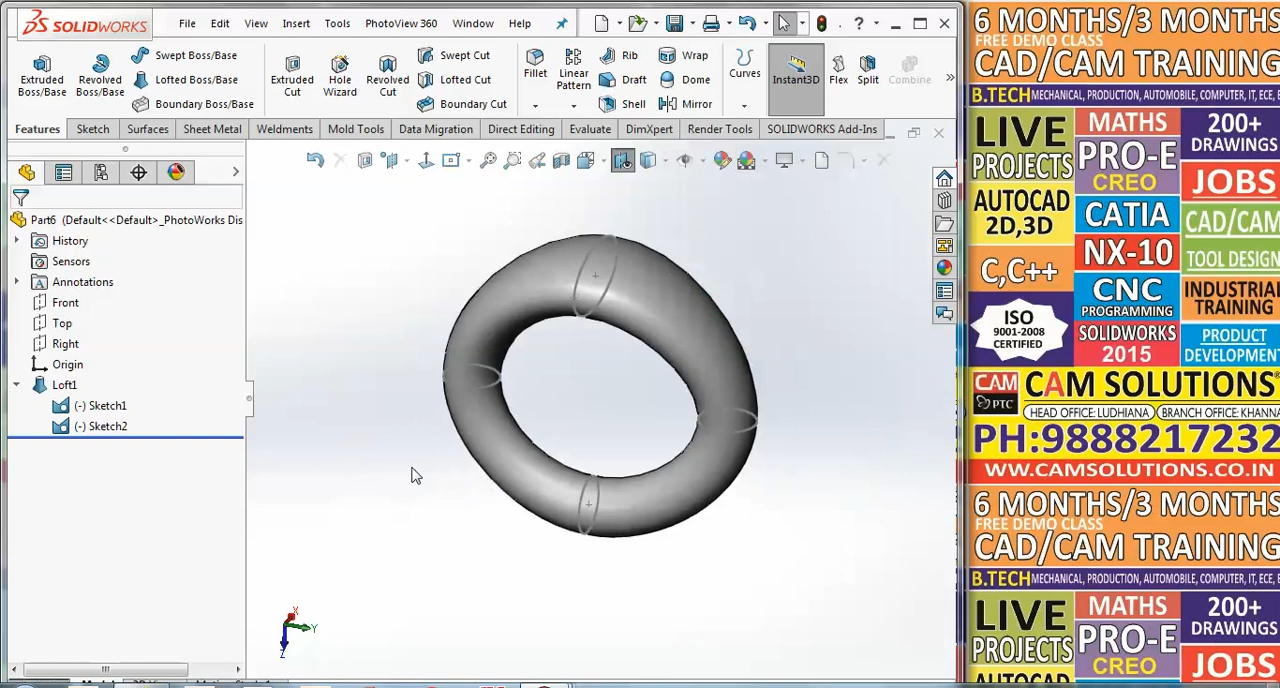 SOLIDWORKS
File Edit View Insert Tools PhotoView 360 Window Help
Extruded Boss/Base
Revolved Boss/Base
Swept Boss/Base
Lofted Boss/Base
Boundary Boss/Base
Extruded Cut
Hole Wizard
Revolved Cut
Swept Cut
Lofted Cut
Boundary Cut
Fillet
Linear Pattern
Rib
Draft
Shell
Wrap
Dome
Mirror
Curves
Instant3D
Flex
Split
Combine
Features Sketch Surfaces Sheet Metal Weldments Mold Tools Data Migration Direct Editing Evaluate DimXpert Render Tools SOLIDWORKS Add-Ins
Part6 (Default<<Default>_PhotoWorks Dis
History
Sensors
Annotations
Front
Top
Right
Origin
Loft1
(-) Sketch1
(-) Sketch2
X
Y
Z
6 MONTHS/3 MONTHS
FREE DEMO CLASS
CAD/CAM TRAINING
B.TECH MECHANICAL, PRODUCTION, AUTOMOBILE, COMPUTER, IT, ECE, E
LIVE
PROJECTS
MATHS
PRO-E
CREO
200+
DRAWINGS
JOBS
AUTOCAD
2D,3D
CATIA
CAD/CAM
TOOL DESIGN
C,C++
NX-10
CNC
PROGRAMMING
INDUSTRIAL
TRAINING
ISO
9001-2008
CERTIFIED
SOLIDWORKS
2015
PRODUCT
DEVELOPMENT
CAM
PTC
CAM SOLUTIONS
HEAD OFFICE: LUDHIANA
BRANCH OFFICE: KHANNA
PH:9888217232
WW.CAMSOLUTIONS.CO.IN
6 MONTHS/3 MONTHS
FREE DEMO CLASS
CAD/CAM TRAINING
B.TECH MECHANICAL, PRODUCTION, AUTOMOBILE, COMPUTER, IT, ECE, E
LIVE
PROJECTS
MATHS
PRO-E
CREO
200+
DRAWINGS
JOBS